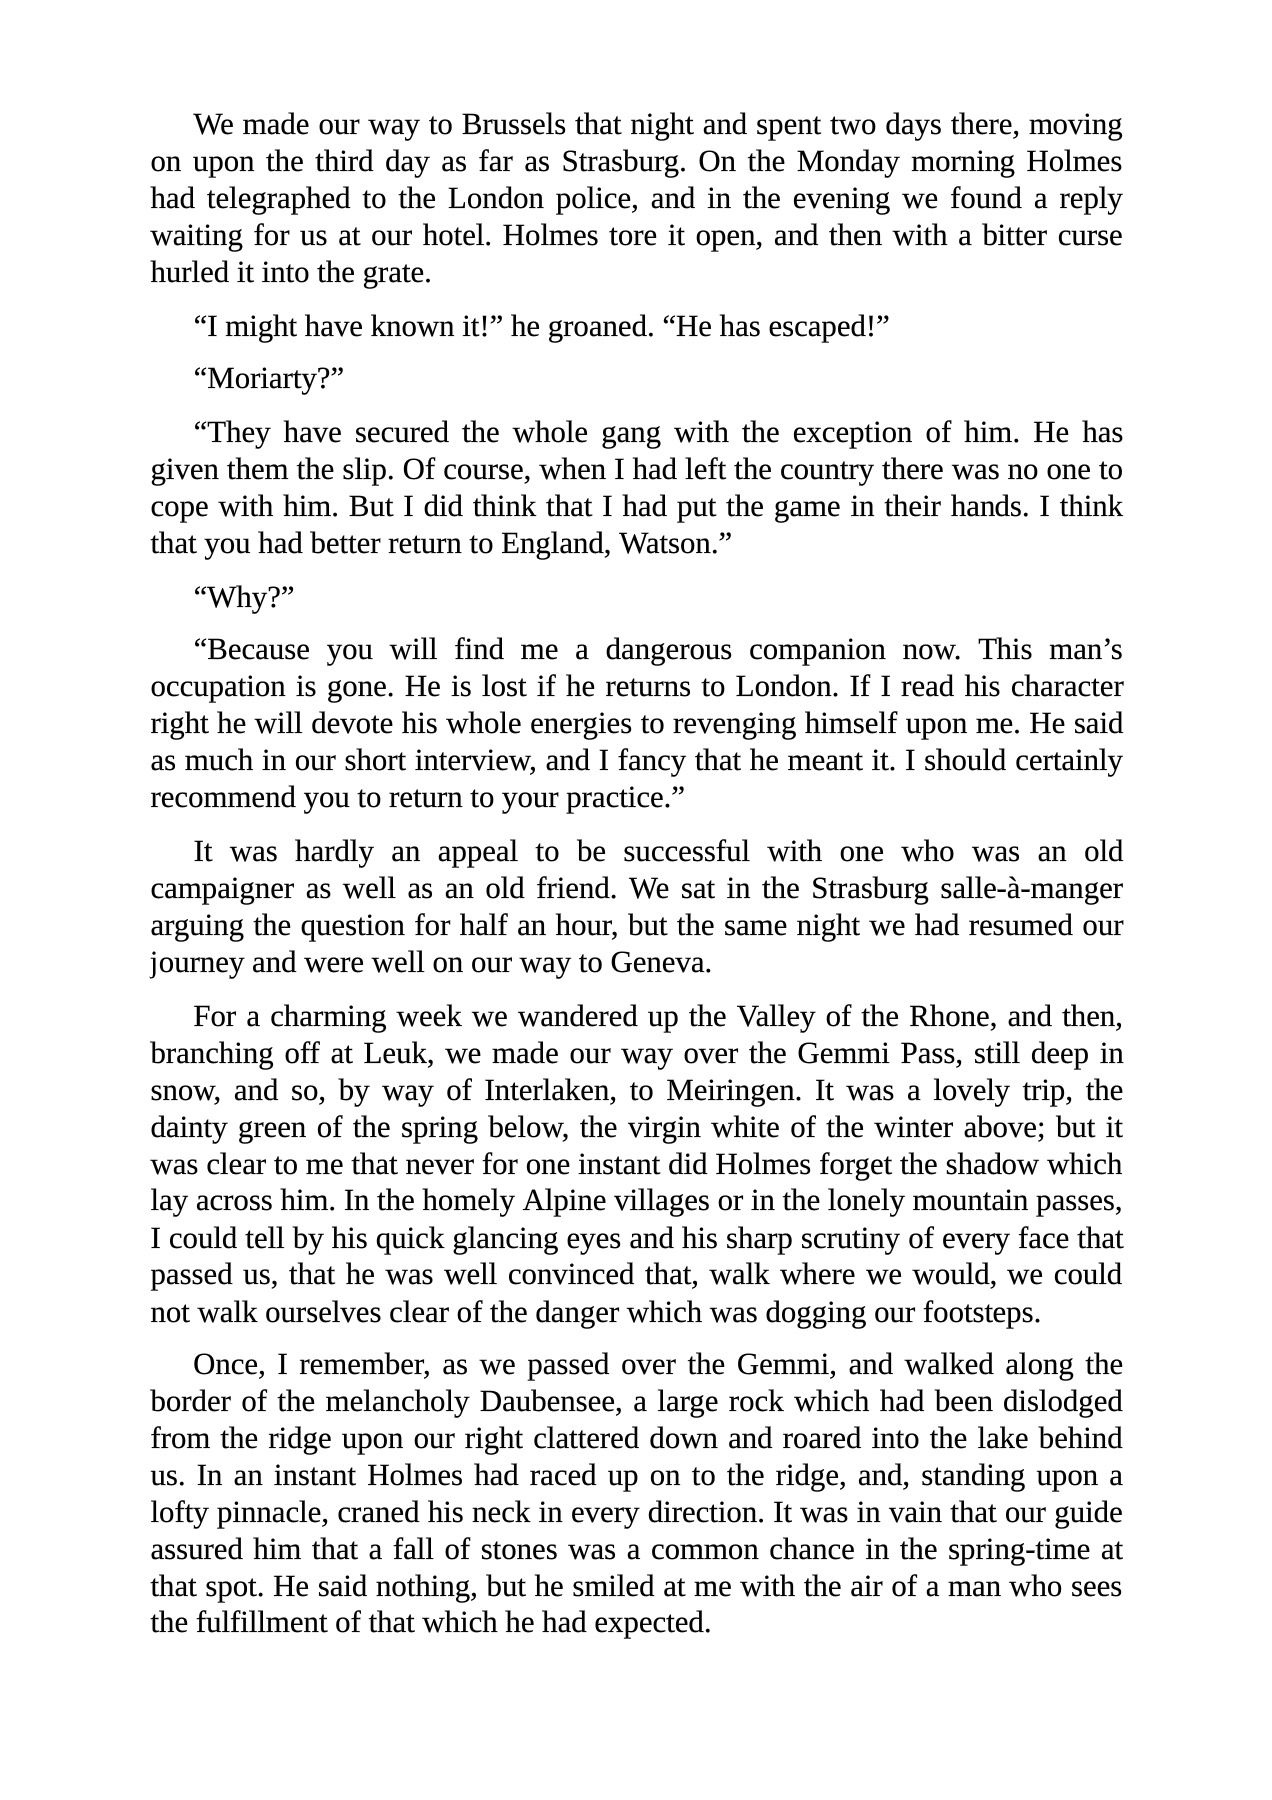 We made our way to Brussels that night and spent two days there, moving
on upon the third day as far as Strasburg. On the Monday morning Holmes
had telegraphed to the London police, and in the evening we found a reply
waiting for us at our hotel. Holmes tore it open, and then with a bitter curse
hurled it into the grate.
“I might have known it!” he groaned. “He has escaped!”
“Moriarty?”
“They have secured the whole gang with the exception of him. He has
given them the slip. Of course, when I had left the country there was no one to
cope with him. But I did think that I had put the game in their hands. I think
that you had better return to England, Watson.”
“Why?”
“Because you will find me a dangerous companion now. This man’s
occupation is gone. He is lost if he returns to London. If I read his character
right he will devote his whole energies to revenging himself upon me. He said
as much in our short interview, and I fancy that he meant it. I should certainly
recommend you to return to your practice.”
It was hardly an appeal to be successful with one who was an old
campaigner as well as an old friend. We sat in the Strasburg salle-à-manger
arguing the question for half an hour, but the same night we had resumed our
journey and were well on our way to Geneva.
For a charming week we wandered up the Valley of the Rhone, and then,
branching off at Leuk, we made our way over the Gemmi Pass, still deep in
snow, and so, by way of Interlaken, to Meiringen. It was a lovely trip, the
dainty green of the spring below, the virgin white of the winter above; but it
was clear to me that never for one instant did Holmes forget the shadow which
lay across him. In the homely Alpine villages or in the lonely mountain passes,
I could tell by his quick glancing eyes and his sharp scrutiny of every face that
passed us, that he was well convinced that, walk where we would, we could
not walk ourselves clear of the danger which was dogging our footsteps.
Once, I remember, as we passed over the Gemmi, and walked along the
border of the melancholy Daubensee, a large rock which had been dislodged
from the ridge upon our right clattered down and roared into the lake behind
us. In an instant Holmes had raced up on to the ridge, and, standing upon a
lofty pinnacle, craned his neck in every direction. It was in vain that our guide
assured him that a fall of stones was a common chance in the spring-time at
that spot. He said nothing, but he smiled at me with the air of a man who sees
the fulfillment of that which he had expected.